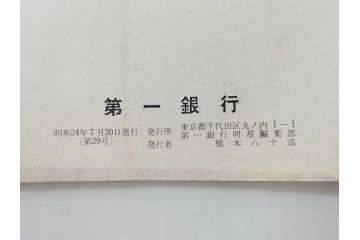 第一銀行
昭和34年7月20日発行 発行所 東京都千代田区丸ノ内1―1
(第29号) 第一銀行明星編集部
発行者 橋本八十彦